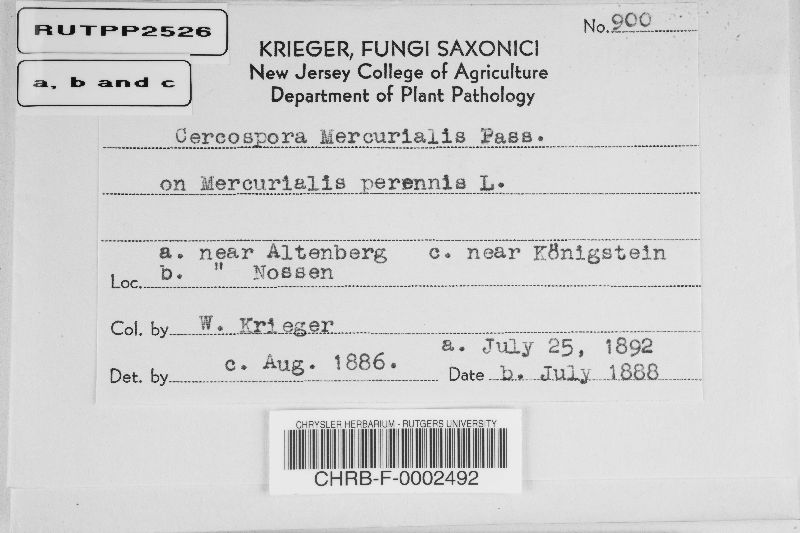 RUTPP2526
a, b and c
No. 900
KRIEGER, FUNGI SAXONICI
New Jersey College of Agriculture
Department of Plant Pathology
Cercospora Mercurialis Pass.
on Mercurialis perennis L.
a. near Altenberg c. near Königstein
Loc. b. " Nossen
Col. by W. Krieger
a. July 25, 1892
Det. by c. Aug. 1886. Date b. July 1888
CHRYSLER HERBARIUM - RUTGERS UNIVERSITY
CHRB-F-0002492